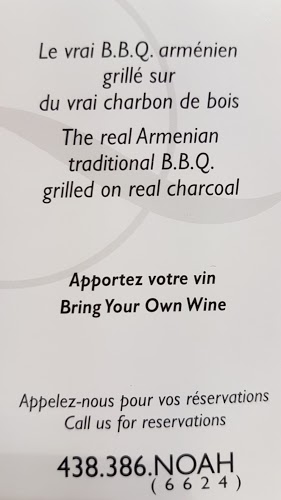 Le vrai B.B.Q. arménien
grillé sur
du vrai charbon de bois
The real Armenian
traditional B.B.Q.
grilled on real charcoal
Apportez votre vin
Bring Your Own Wine
Appelez-nous pour vos réservations
Call us for reservations
438.386.NOAH
(6624)